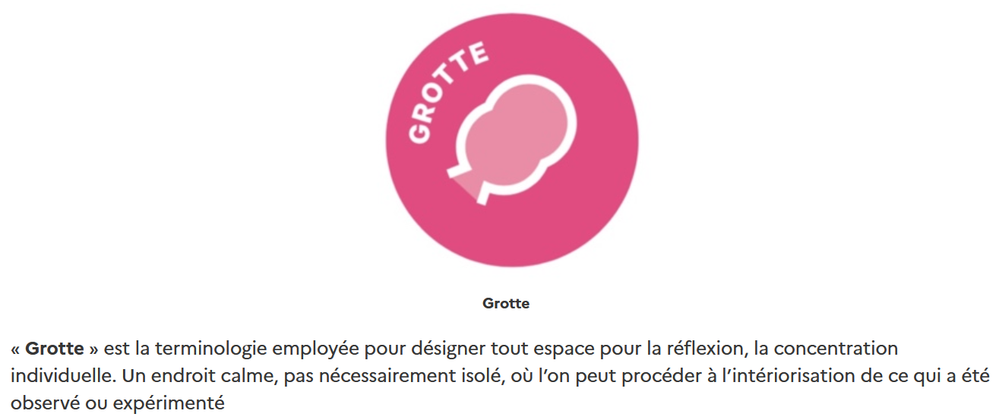 GROTTE
Grotte
« Grotte » est la terminologie employée pour désigner tout espace pour la réflexion, la concentration
individuelle. Un endroit calme, pas nécessairement isolé, où l’on peut procéder à l’intériorisation de ce qui a été
observé ou expérimenté